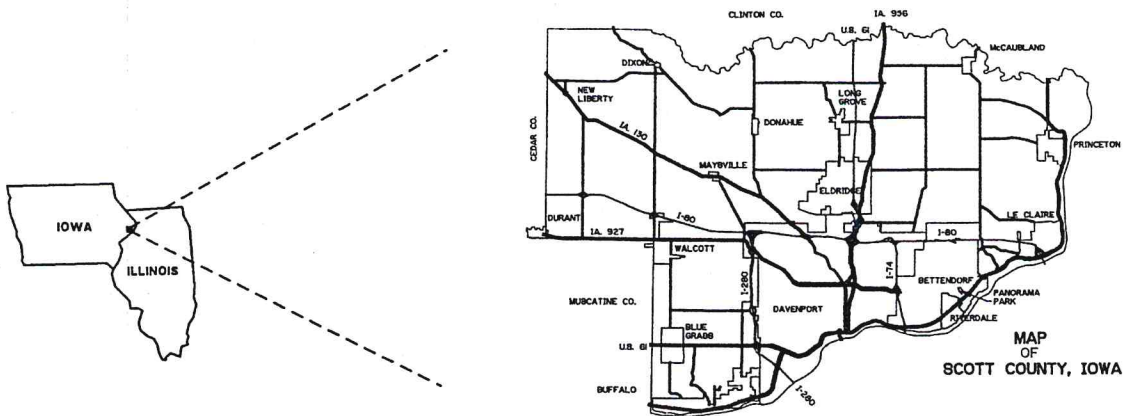 IOWA
ILLINOIS
CLINTON CO.
IA. 956
U.S. 61
McCAUSLAND
DIXON
NEW
LIBERTY
LONG
GROVE
DONAHUE
IA. 130
CEDAR CO.
PRINCETON
MAYSVILLE
ELDRIDGE
LE CLAIRE
DURANT
I-80
IA. 927
I-80
WALCOTT
I-74
I-280
BETTENDORF
PANORAMA
PARK
MUSCATINE CO.
DAVENPORT
RIVERDALE
BLUE
GRASS
U.S. 61
BUFFALO
I-280
MAP
OF
SCOTT COUNTY, IOWA